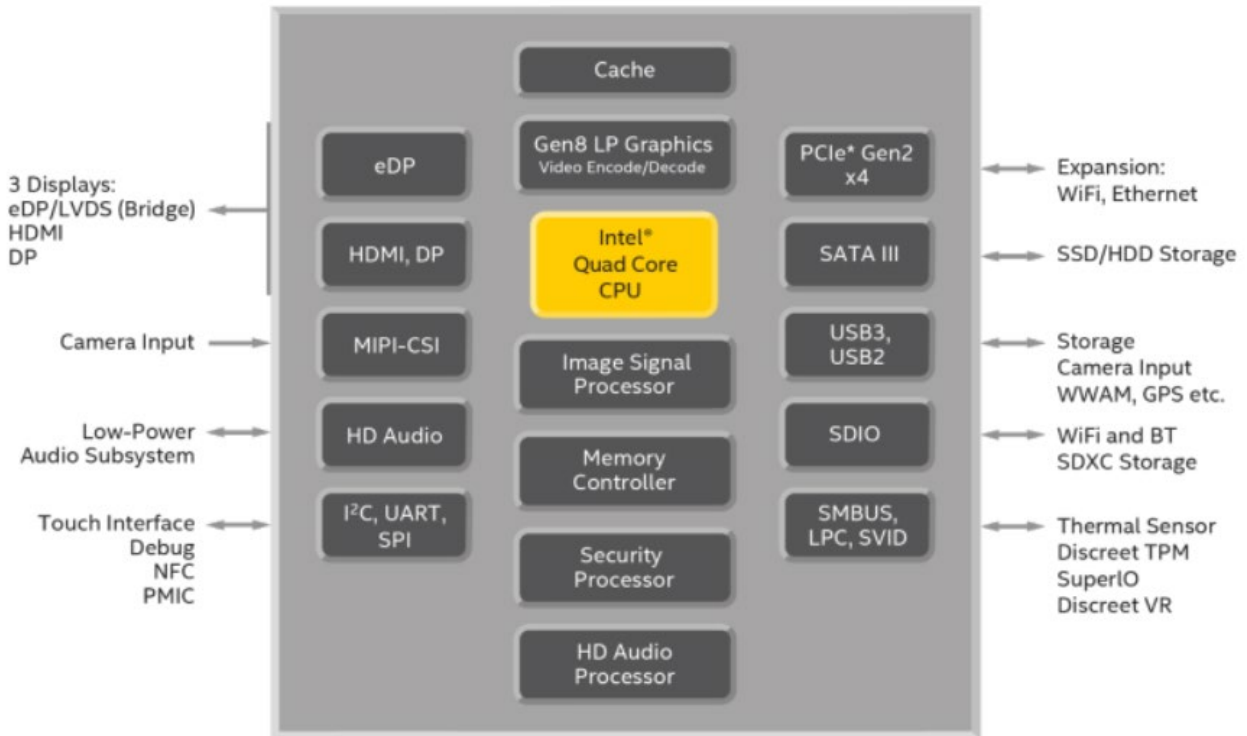 3 Displays:
eDP/LVDS (Bridge)
HDMI
DP
Camera Input
Low-Power
Audio Subsystem
Touch Interface
Debug
NFC
PMIC
eDP
HDMI, DP
MIPI-CSI
HD Audio
I²C, UART,
SPI
Cache
Gen8 LP Graphics
Video Encode/Decode
Intel®
Quad Core
CPU
Image Signal
Processor
Memory
Controller
Security
Processor
HD Audio
Processor
PCIe* Gen2
x4
SATA III
USB3,
USB2
SDIO
SMBUS,
LPC, SVID
Expansion:
WiFi, Ethernet
SSD/HDD Storage
Storage
Camera Input
WWAM, GPS etc.
WiFi and BT
SDXC Storage
Thermal Sensor
Discreet TPM
SuperlO
Discreet VR